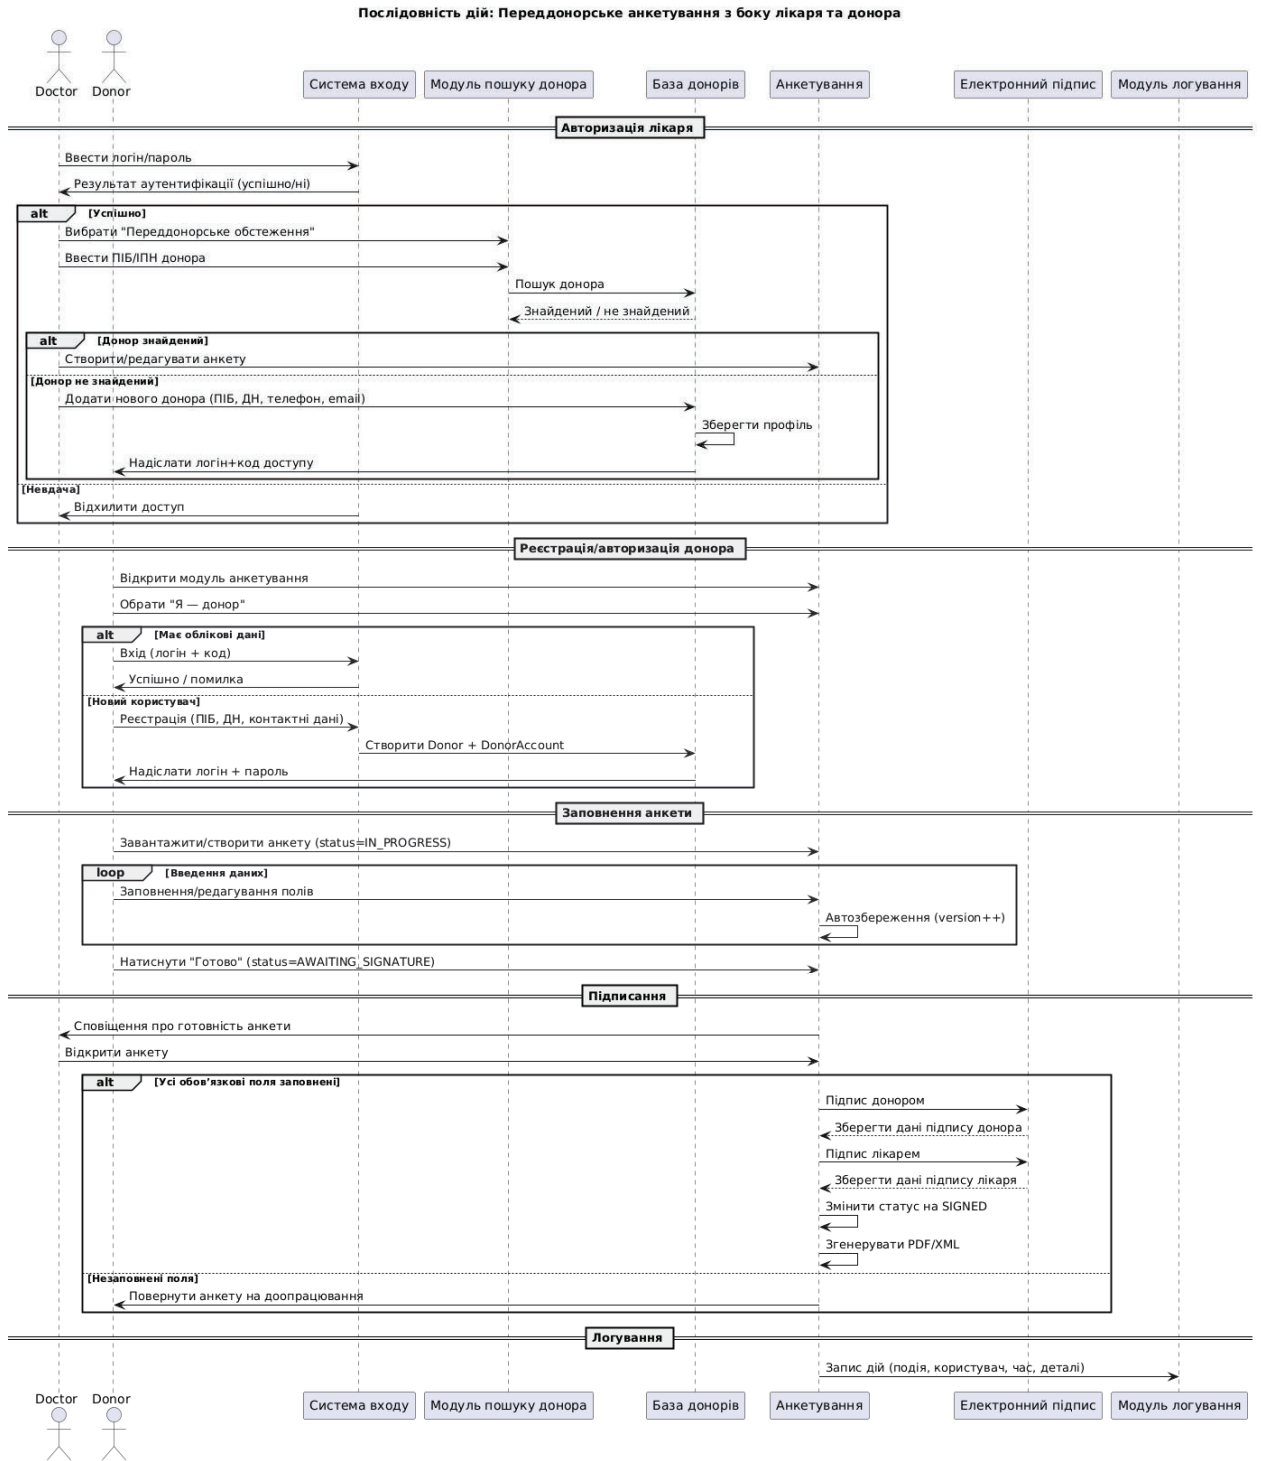 Послідовність дій: Переддонорське анкетування з боку лікаря та донора
Doctor
Donor
Система входу
Модуль пошуку донора
База донорів
Анкетування
Електронний підпис
Модуль логування
Авторизація лікаря
Ввести логін/пароль
Результат аутентифікації (успішно/ні)
alt [Успішно]
Вибрати "Переддонорське обстеження"
Ввести ПІБ/ІПН донора
Пошук донора
Знайдений / не знайдений
alt [Донор знайдений]
Створити/редагувати анкету
[Донор не знайдений]
Додати нового донора (ПІБ, ДН, телефон, email)
Зберегти профіль
Надіслати логін+код доступу
[Невдача]
Відхилити доступ
Реєстрація/авторизація донора
Відкрити модуль анкетування
Обрати "Я — донор"
alt [Має облікові дані]
Вхід (логін + код)
Успішно / помилка
[Новий користувач]
Реєстрація (ПІБ, ДН, контактні дані)
Створити Donor + DonorAccount
Надіслати логін + пароль
Заповнення анкети
Завантажити/створити анкету (status=IN_PROGRESS)
loop [Введення даних]
Заповнення/редагування полів
Автозбереження (version++)
Натиснути "Готово" (status=AWAITING_SIGNATURE)
Підписання
Сповіщення про готовність анкети
Відкрити анкету
alt [Усі обов’язкові поля заповнені]
Підпис донором
Зберегти дані підпису донора
Підпис лікарем
Зберегти дані підпису лікаря
Змінити статус на SIGNED
Згенерувати PDF/XML
[Незаповнені поля]
Повернути анкету на доопрацювання
Логування
Запис дій (подія, користувач, час, деталі)
Doctor
Donor
Система входу
Модуль пошуку донора
База донорів
Анкетування
Електронний підпис
Модуль логування